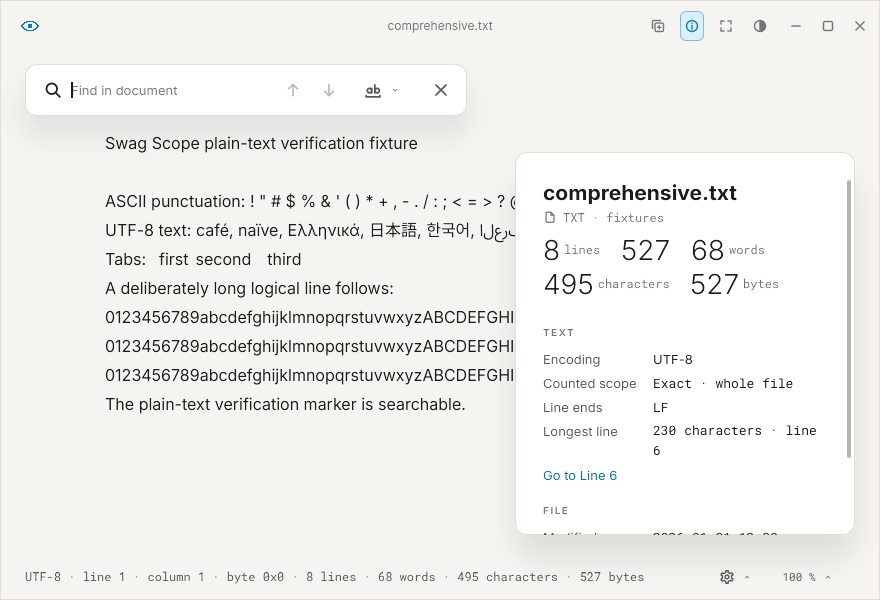 comprehensive.txt
Find in document
ab
Swag Scope plain-text verification fixture
ASCII punctuation: ! " # $ % & ' ( ) * + , - . / : ; < = > ?
UTF-8 text: café, naïve, Ελληνικά, 日本語, 한국어,
Tabs: first second third
A deliberately long logical line follows:
0123456789abcdefghijklmnopqrstuvwxyzABCDEFGHI
0123456789abcdefghijklmnopqrstuvwxyzABCDEFGHI
0123456789abcdefghijklmnopqrstuvwxyzABCDEFGHI
The plain-text verification marker is searchable.
comprehensive.txt
TXT · fixtures
8 lines 527 68 words
495 characters 527 bytes
TEXT
Encoding UTF-8
Counted scope Exact · whole file
Line ends LF
Longest line 230 characters · line
6
Go to Line 6
FILE
UTF-8 · line 1 · column 1 · byte 0x0 · 8 lines · 68 words · 495 characters · 527 bytes
100 %